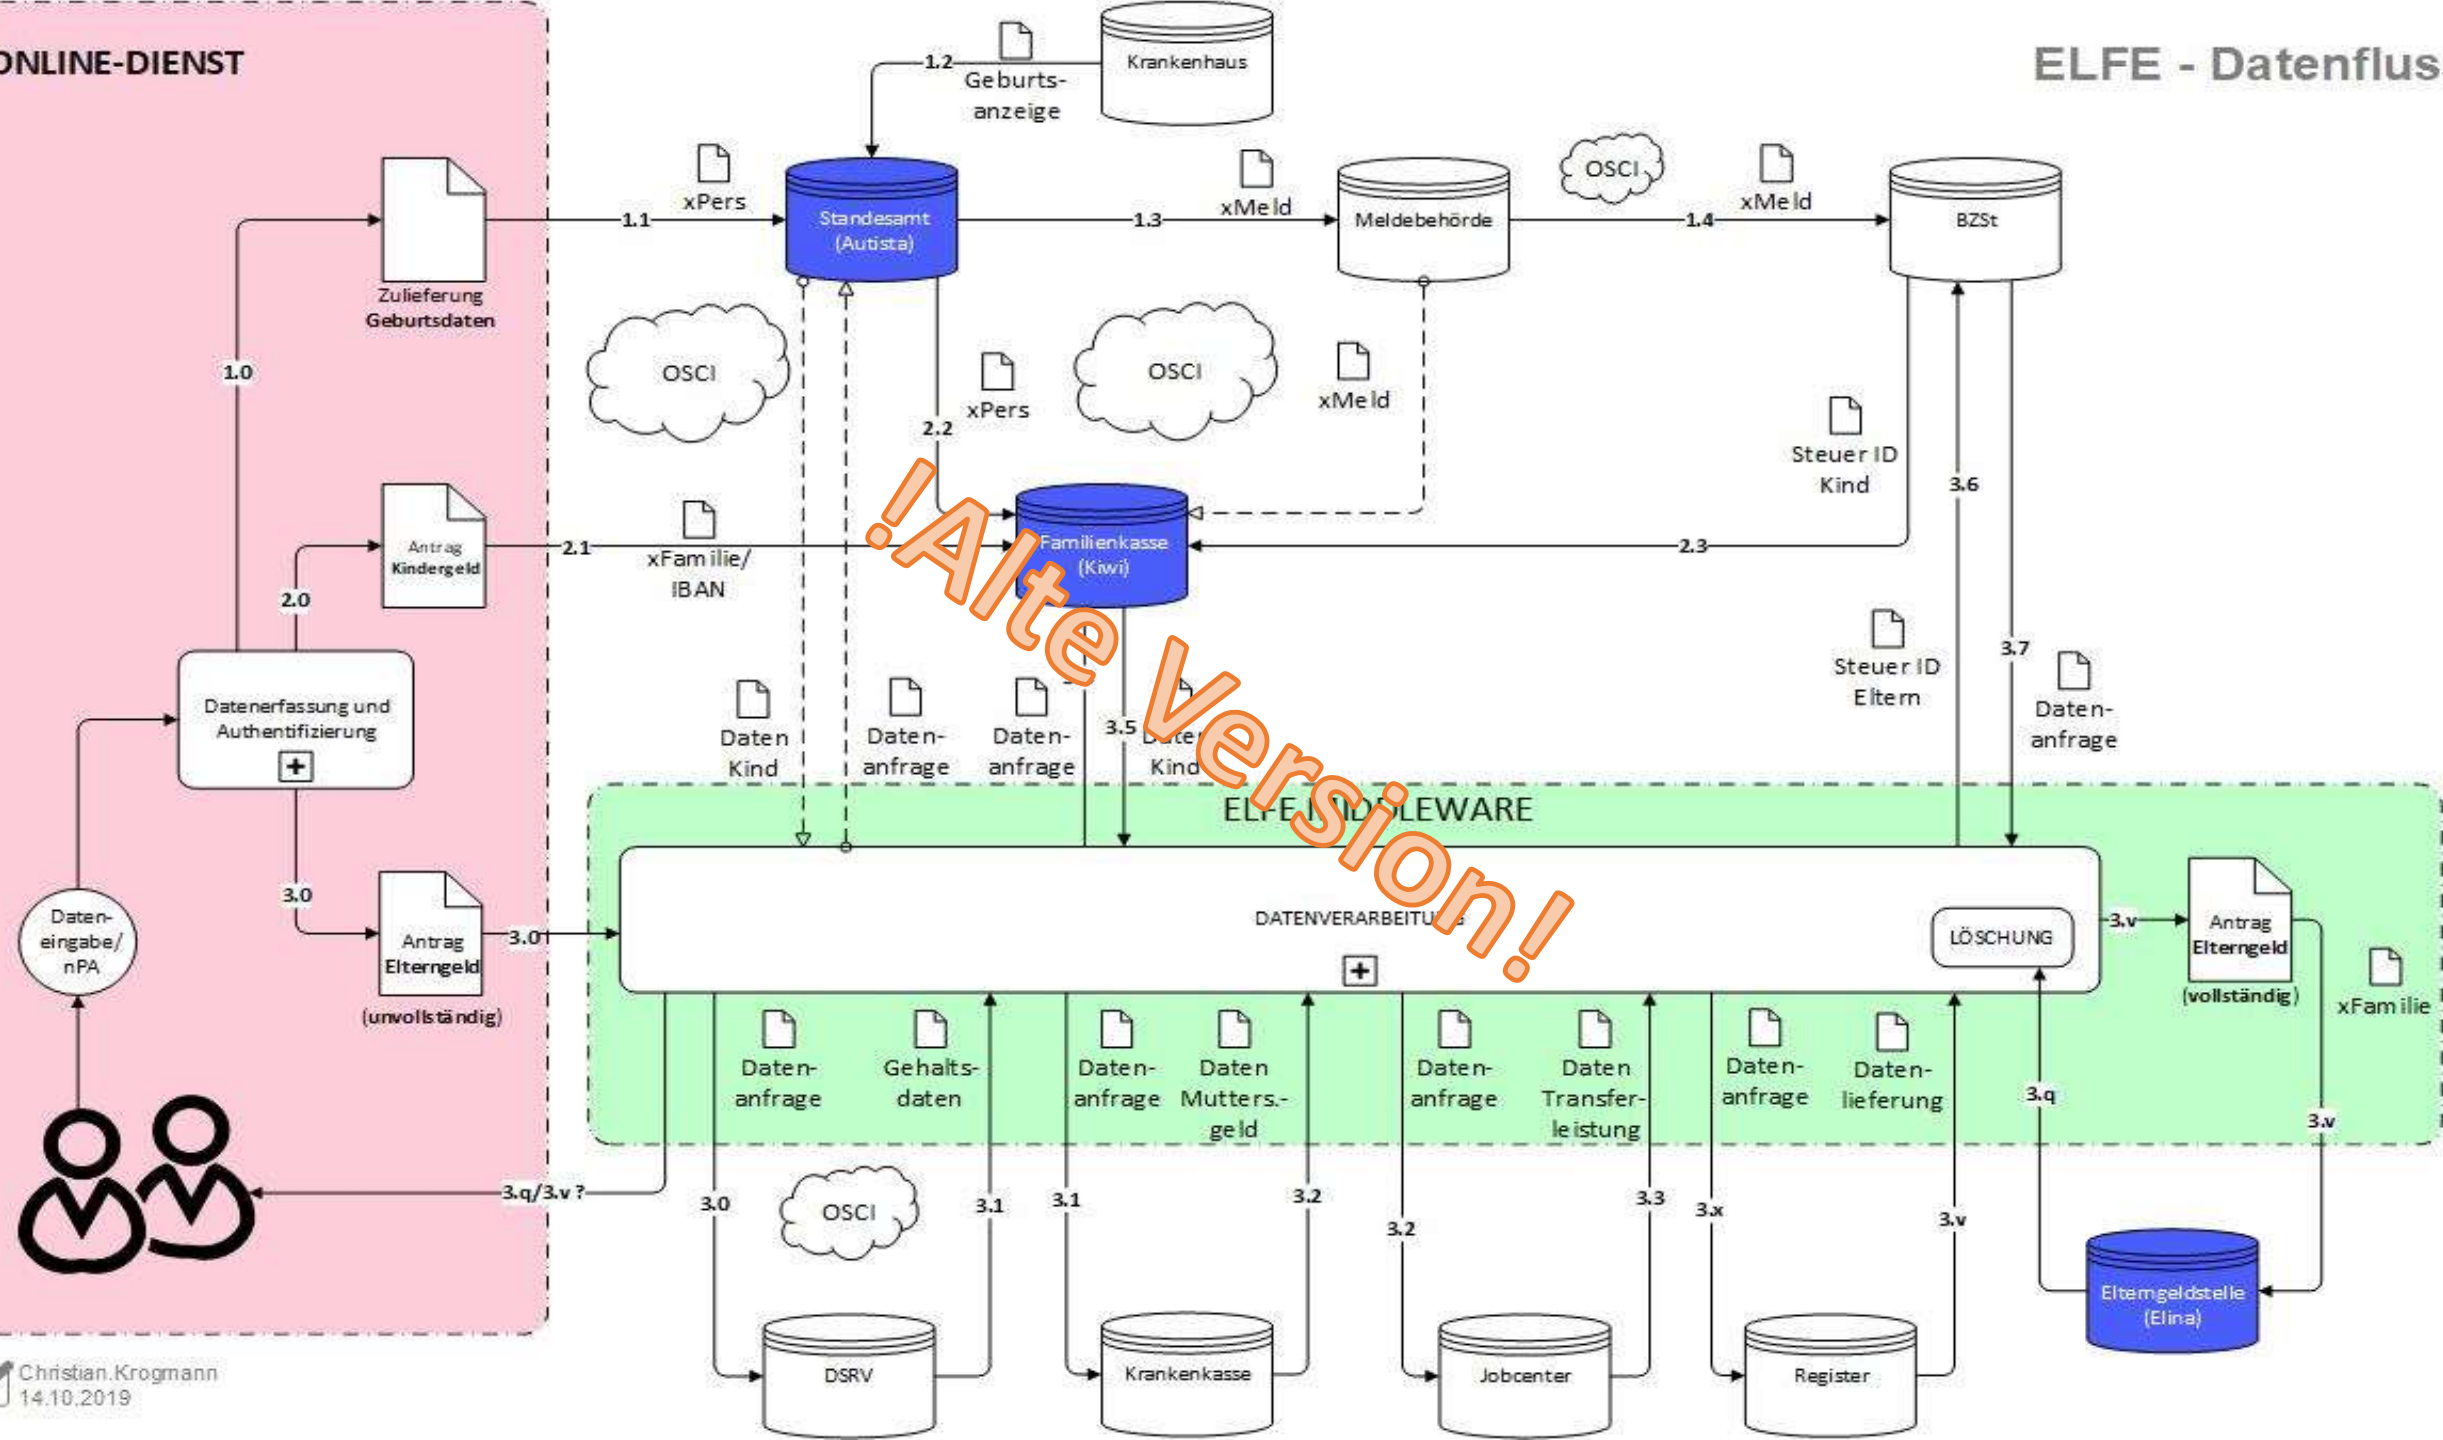 ONLINE-DIENST
ELFE - Datenflus
Krankenhaus
1.2
Geburts-
anzeige
xPers
1.1
Standesamt
(Autista)
1.3
xMeld
Meldebehörde
OSCI
1.4
xMeld
BZSt
Zulieferung
Geburtsdaten
1.0
OSCI
xPers
2.2
OSCI
xMeld
Steuer ID
Kind
3.6
Antrag
Kindergeld
2.0
2.1
xFamilie/
IBAN
Familienkasse
(Kiwi)
2.3
!Alte Version!
Datenerfassung und
Authentifizierung
Daten
Kind
Daten-
anfrage
Daten-
anfrage
3.5
Daten
Kind
Steuer ID
Eltern
3.7
Daten-
anfrage
ELFE MIDDLEWARE
3.0
Daten-
eingabe/
nPA
Antrag
Elterngeld
(unvollständig)
3.0
DATENVERARBEITUNG
LÖSCHUNG
3.v
Antrag
Elterngeld
(vollständig)
xFamilie
Daten-
anfrage
Gehalts-
daten
Daten-
anfrage
Daten
Mutters.-
geld
Daten-
anfrage
Daten
Transfer-
leistung
Daten-
anfrage
Daten-
lieferung
3.q
3.v
3.q/3.v ?
3.0
OSCI
3.1
3.1
3.2
3.2
3.3
3.x
3.v
DSRV
Krankenkasse
Jobcenter
Register
Elterngeldstelle
(Elina)
Christian.Krogmann
14.10.2019